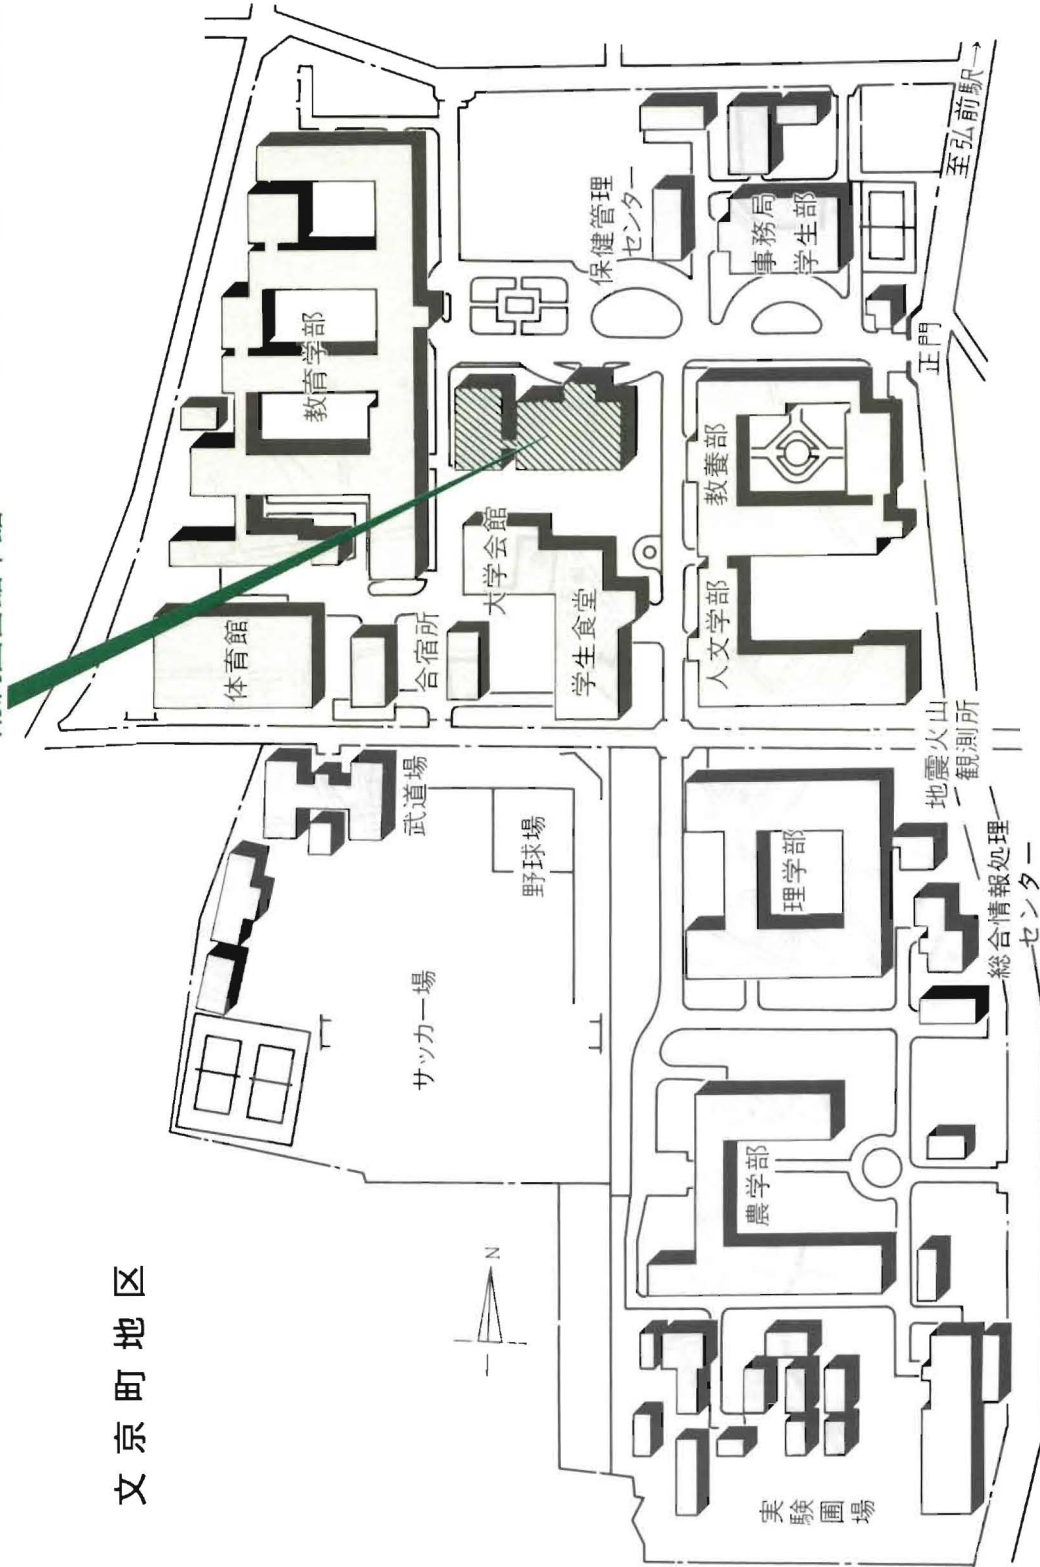 文京町地区
N
教育学部
体育館
合宿所
大学会館
学生食堂
保健管理
センター
事務局
学生部
至弘前駅→
正門
教養部
人文学部
武道場
野球場
サッカー場
地震火山
観測所
総合情報処理
センター
理学部
農学部
実験圃場